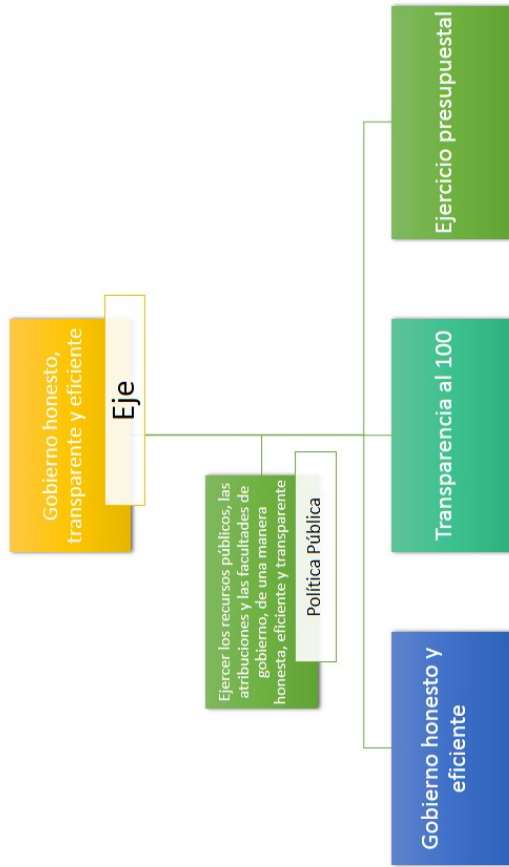 Gobierno honesto,
transparente y eficiente
Eje
Ejercer los recursos públicos, las
atribuciones y las facultades de
gobierno, de una manera
honesta, eficiente y transparente
Política Pública
Gobierno honesto y
eficiente
Transparencia al 100
Ejercicio presupuestal